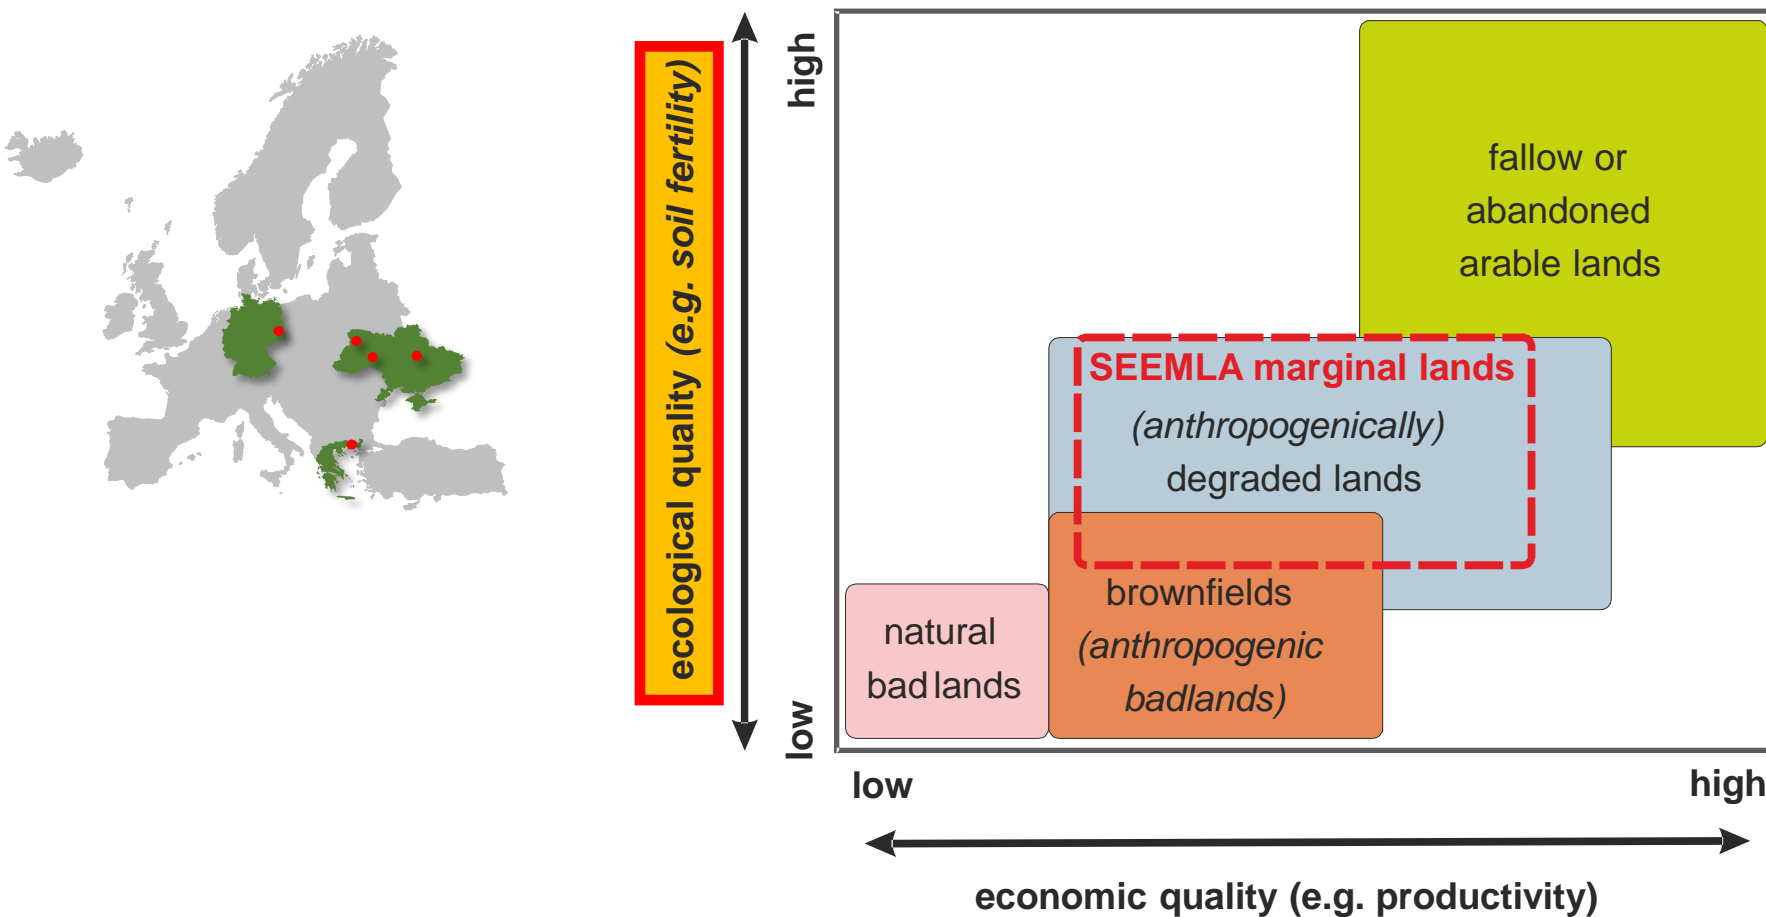 ecological quality (e.g. soil fertility)
high
low
fallow or
abandoned
arable lands
SEEMLA marginal lands
(anthropogenically)
degraded lands
brownfields
(anthropogenic
badlands)
natural
bad lands
low
high
economic quality (e.g. productivity)